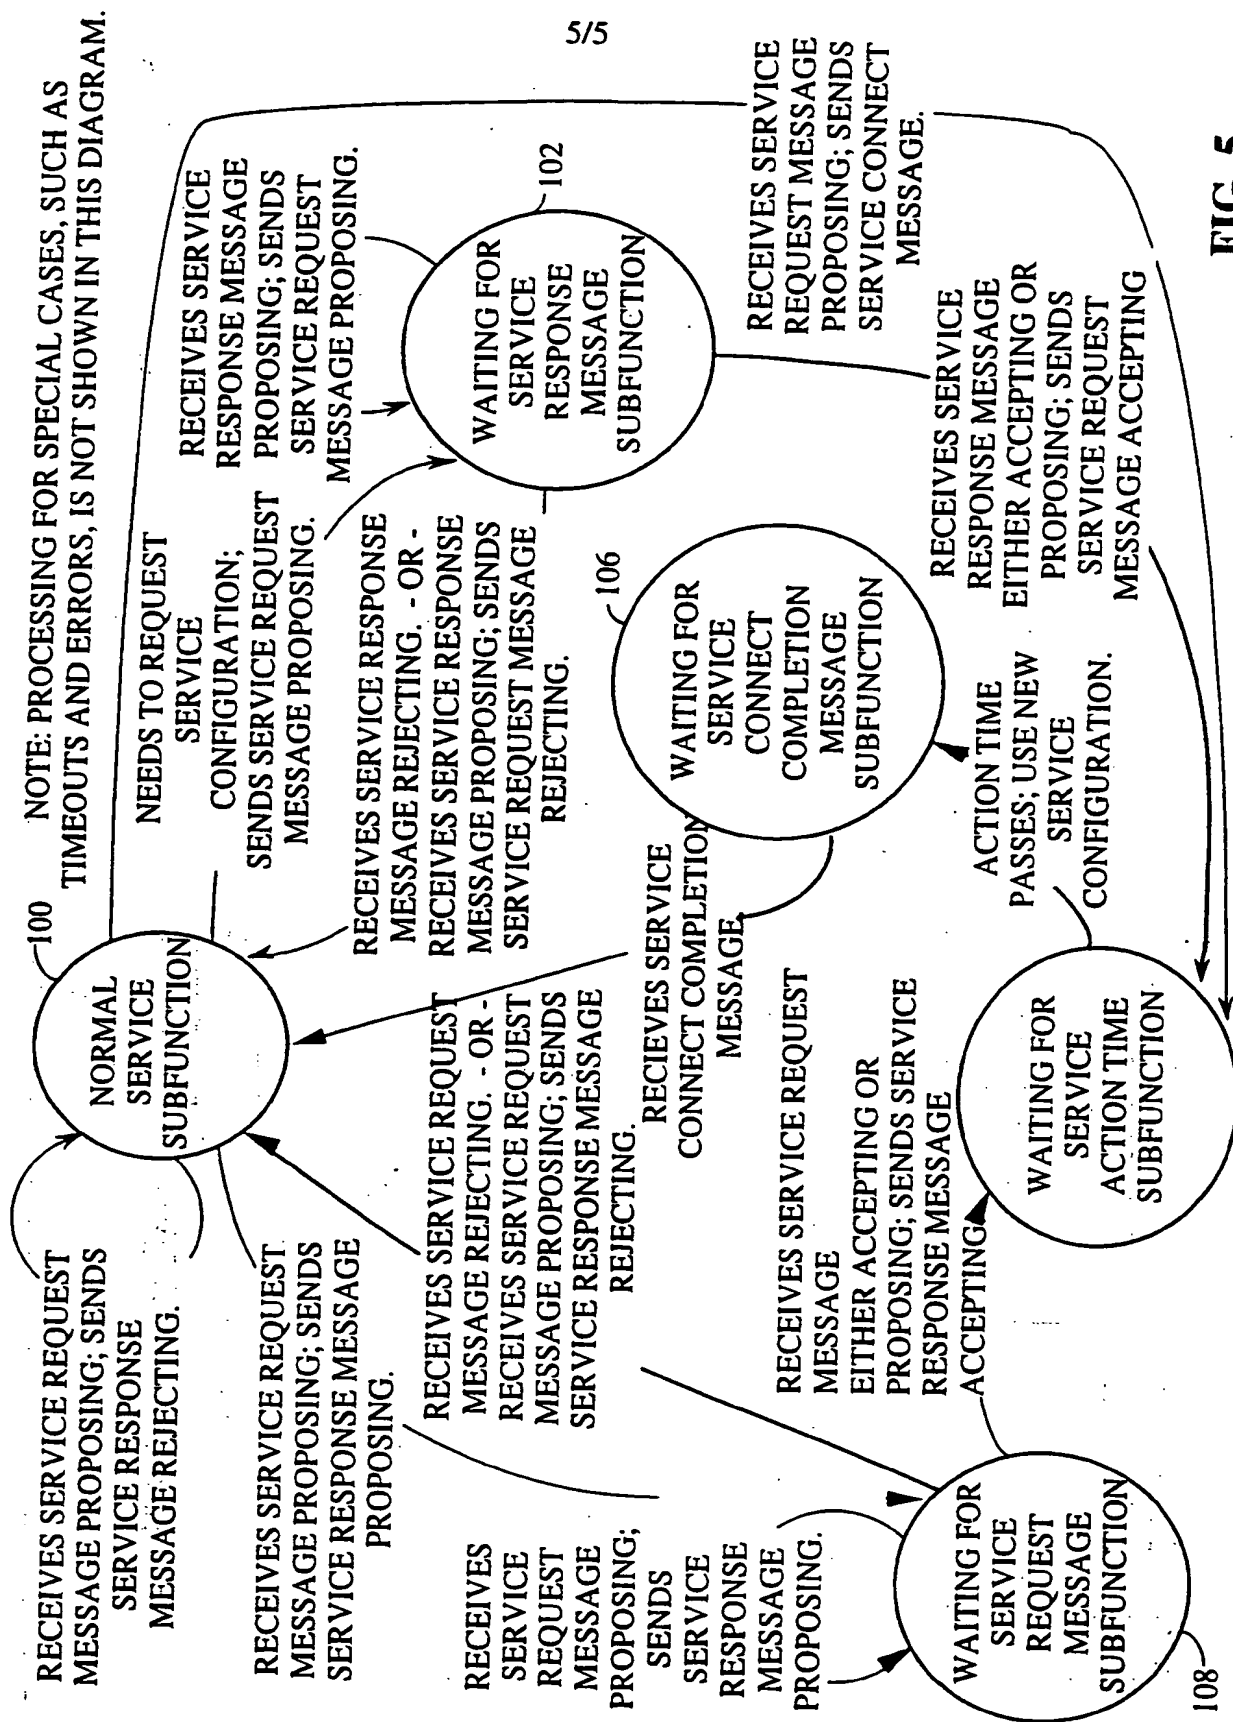 5/5
NOTE: PROCESSING FOR SPECIAL CASES, SUCH AS
TIMEOUTS AND ERRORS, IS NOT SHOWN IN THIS DIAGRAM.
RECEIVES SERVICE REQUEST
MESSAGE PROPOSING; SENDS
SERVICE RESPONSE
MESSAGE REJECTING.
100
NORMAL
SERVICE
SUBFUNCTION
NEEDS TO REQUEST
SERVICE
CONFIGURATION;
SENDS SERVICE REQUEST
MESSAGE PROPOSING.
RECEIVES SERVICE
RESPONSE MESSAGE
PROPOSING; SENDS
SERVICE REQUEST
MESSAGE PROPOSING.
102
WAITING FOR
SERVICE
RESPONSE
MESSAGE
SUBFUNCTION
RECEIVES SERVICE REQUEST
MESSAGE PROPOSING; SENDS
SERVICE RESPONSE MESSAGE
PROPOSING.
RECEIVES SERVICE RESPONSE
MESSAGE REJECTING. - OR -
RECEIVES SERVICE RESPONSE
MESSAGE PROPOSING; SENDS
SERVICE REQUEST MESSAGE
REJECTING.
RECEIVES SERVICE REQUEST
MESSAGE REJECTING. - OR -
RECEIVES SERVICE REQUEST
MESSAGE PROPOSING; SENDS
SERVICE RESPONSE MESSAGE
REJECTING.
RECIEVES SERVICE
CONNECT COMPLETION
MESSAGE
106
WAITING FOR
SERVICE
CONNECT
COMPLETION
MESSAGE
SUBFUNCTION
RECEIVES SERVICE
REQUEST MESSAGE
PROPOSING; SENDS
SERVICE CONNECT
MESSAGE.
RECEIVES
SERVICE
REQUEST
MESSAGE
PROPOSING;
SENDS
SERVICE
RESPONSE
MESSAGE
PROPOSING.
RECEIVES SERVICE REQUEST
MESSAGE
EITHER ACCEPTING OR
PROPOSING; SENDS SERVICE
RESPONSE MESSAGE
ACCEPTING
ACTION TIME
PASSES; USE NEW
SERVICE
CONFIGURATION.
RECEIVES SERVICE
RESPONSE MESSAGE
EITHER ACCEPTING OR
PROPOSING; SENDS
SERVICE REQUEST
MESSAGE ACCEPTING
WAITING FOR
SERVICE
REQUEST
MESSAGE
SUBFUNCTION
108
WAITING FOR
SERVICE
ACTION TIME
SUBFUNCTION
FIG. 5